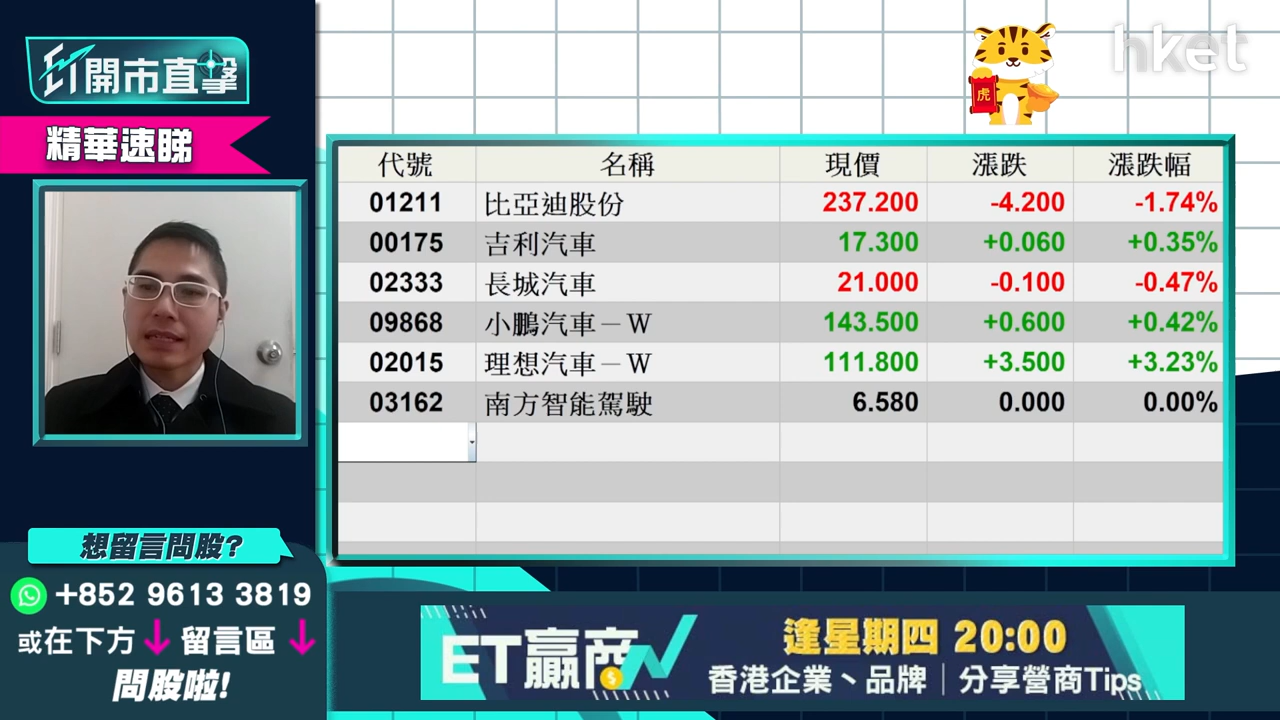 ET開市直擊
精華速睇
hket
虎
代號 名稱 現價 漲跌 漲跌幅
01211 比亞迪股份 237.200 -4.200 -1.74%
00175 吉利汽車 17.300 +0.060 +0.35%
02333 長城汽車 21.000 -0.100 -0.47%
09868 小鵬汽車－W 143.500 +0.600 +0.42%
02015 理想汽車－W 111.800 +3.500 +3.23%
03162 南方智能駕駛 6.580 0.000 0.00%
想留言問股?
+852 9613 3819
或在下方↓留言區↓
問股啦!
ET贏商
$
逢星期四 20:00
香港企業、品牌｜分享營商Tips